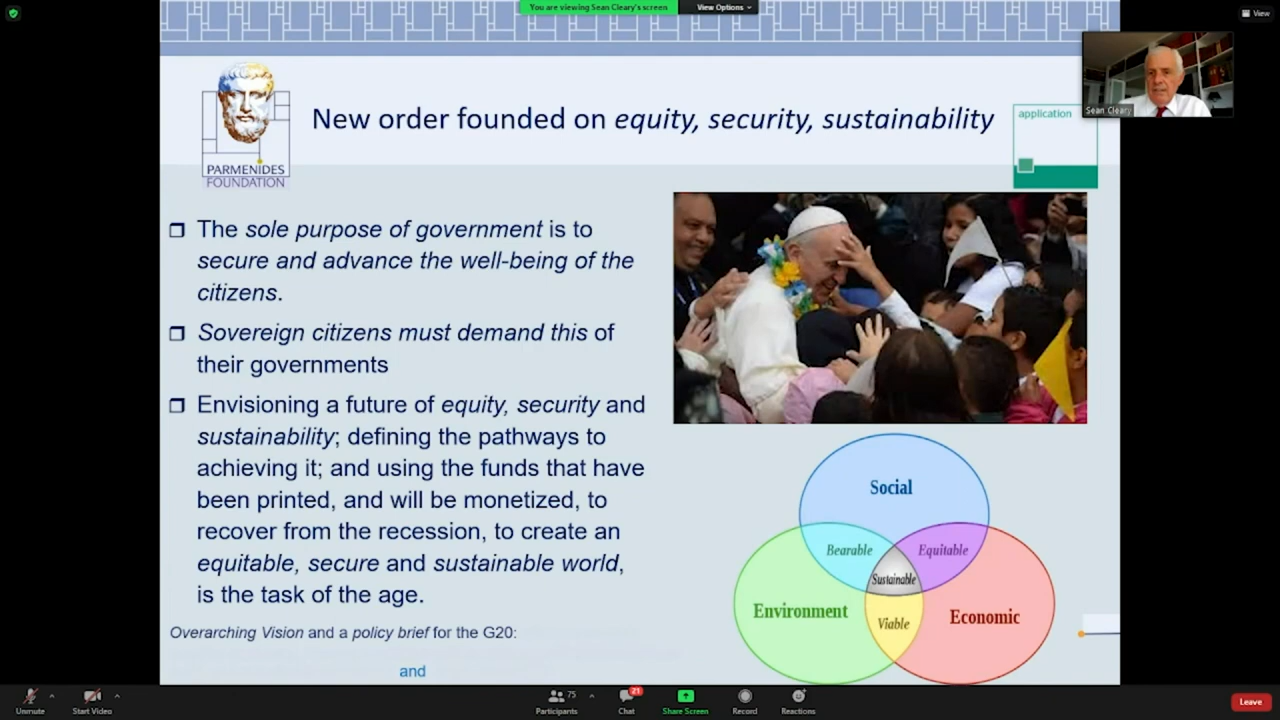 You are viewing Sean Cleary's screen
View Options
View
PARMENIDES
FOUNDATION
New order founded on equity, security, sustainability
application
Sean Cleary
The sole purpose of government is to
secure and advance the well-being of the
citizens.
Sovereign citizens must demand this of
their governments
Envisioning a future of equity, security and
sustainability; defining the pathways to
achieving it; and using the funds that have
been printed, and will be monetized, to
recover from the recession, to create an
equitable, secure and sustainable world,
is the task of the age.
Overarching Vision and a policy brief for the G20:
and
Social
Bearable
Equitable
Sustainable
Environment
Economic
Viable
Unmute
Start Video
75
Participants
21
Chat
Share Screen
Record
Reactions
Leave